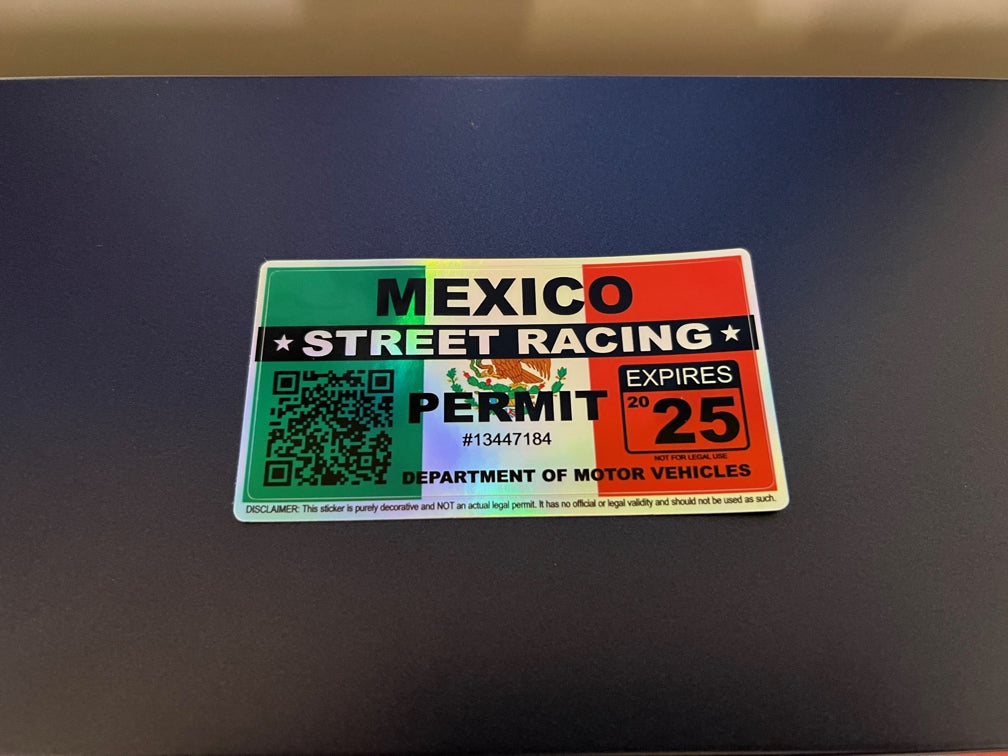 MEXICO
★ STREET RACING ★
PERMIT
#13447184
EXPIRES
2025
NOT FOR LEGAL USE
DEPARTMENT OF MOTOR VEHICLES
DISCLAIMER: This sticker is purely decorative and NOT an actual legal permit. It has no official or legal validity and should not be used as such.